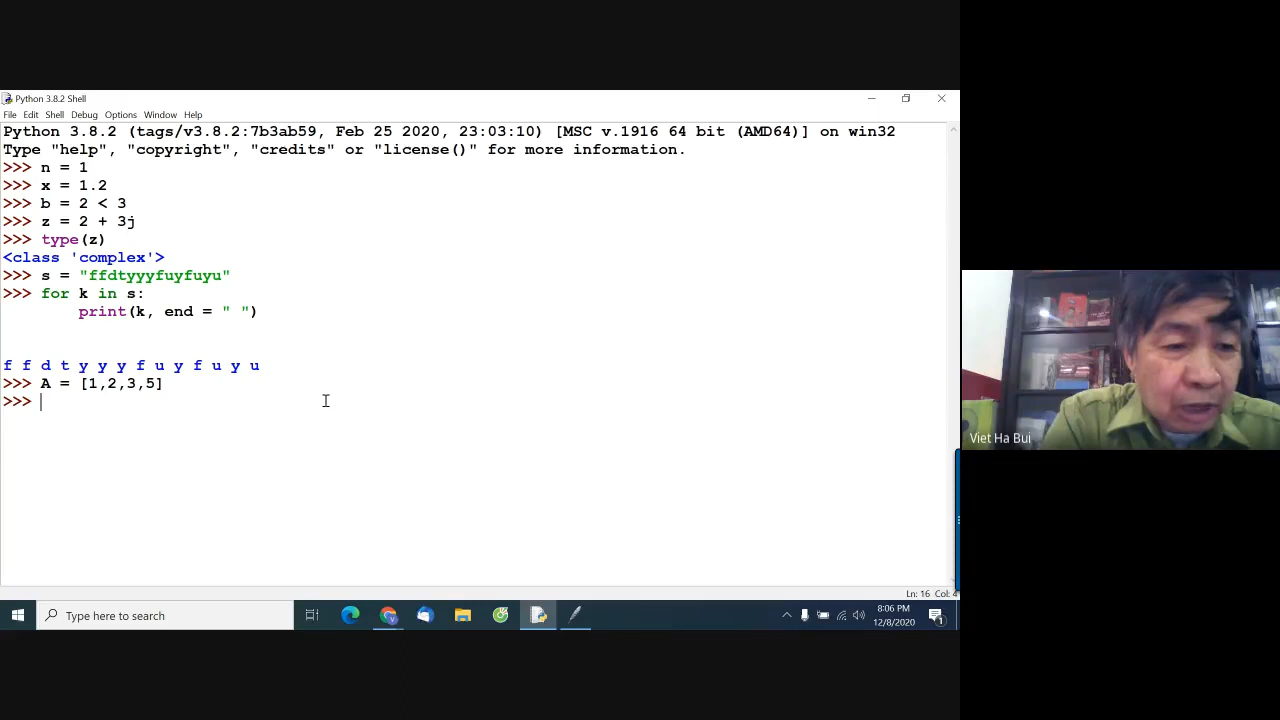 Python 3.8.2 Shell
File Edit Shell Debug Options Window Help
Python 3.8.2 (tags/v3.8.2:7b3ab59, Feb 25 2020, 23:03:10) [MSC v.1916 64 bit (AMD64)] on win32
Type "help", "copyright", "credits" or "license()" for more information.
>>> n = 1
>>> x = 1.2
>>> b = 2 < 3
>>> z = 2 + 3j
>>> type(z)
<class 'complex'>
>>> s = "ffdtyyyfuyfuyu"
>>> for k in s:
        print(k, end = " ")
f f d t y y y f u y f u y u
>>> A = [1,2,3,5]
>>>
Viet Ha Bui
Ln: 16 Col: 4
Type here to search
8:06 PM
12/8/2020
1